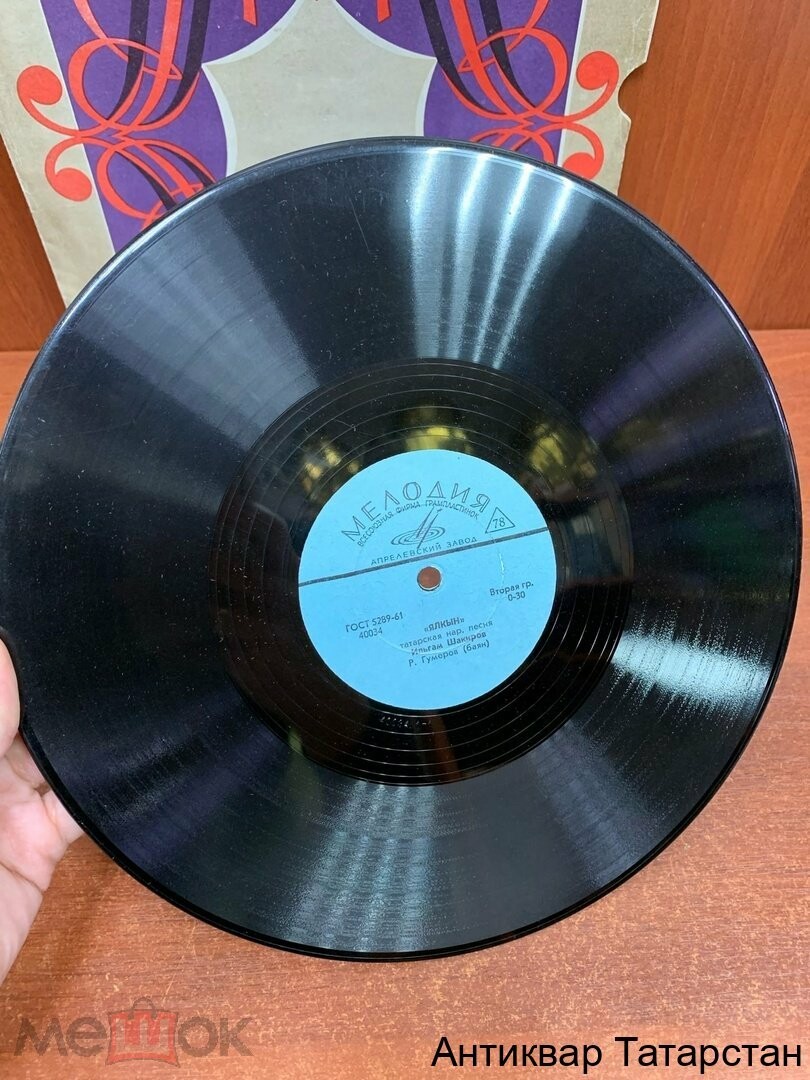 МЕЛОДИЯ
ВСЕСОЮЗНАЯ ФИРМА ГРАМПЛАСТИНОК
78
АПРЕЛЕВСКИЙ ЗАВОД
ГОСТ 5289-61
40034
Вторая гр.
0-30
«ЯЛКЫН»
татарская нар. песня
Ильгам Шакиров
Р. Гумеров (баян)
мешок
Антиквар Татарстан